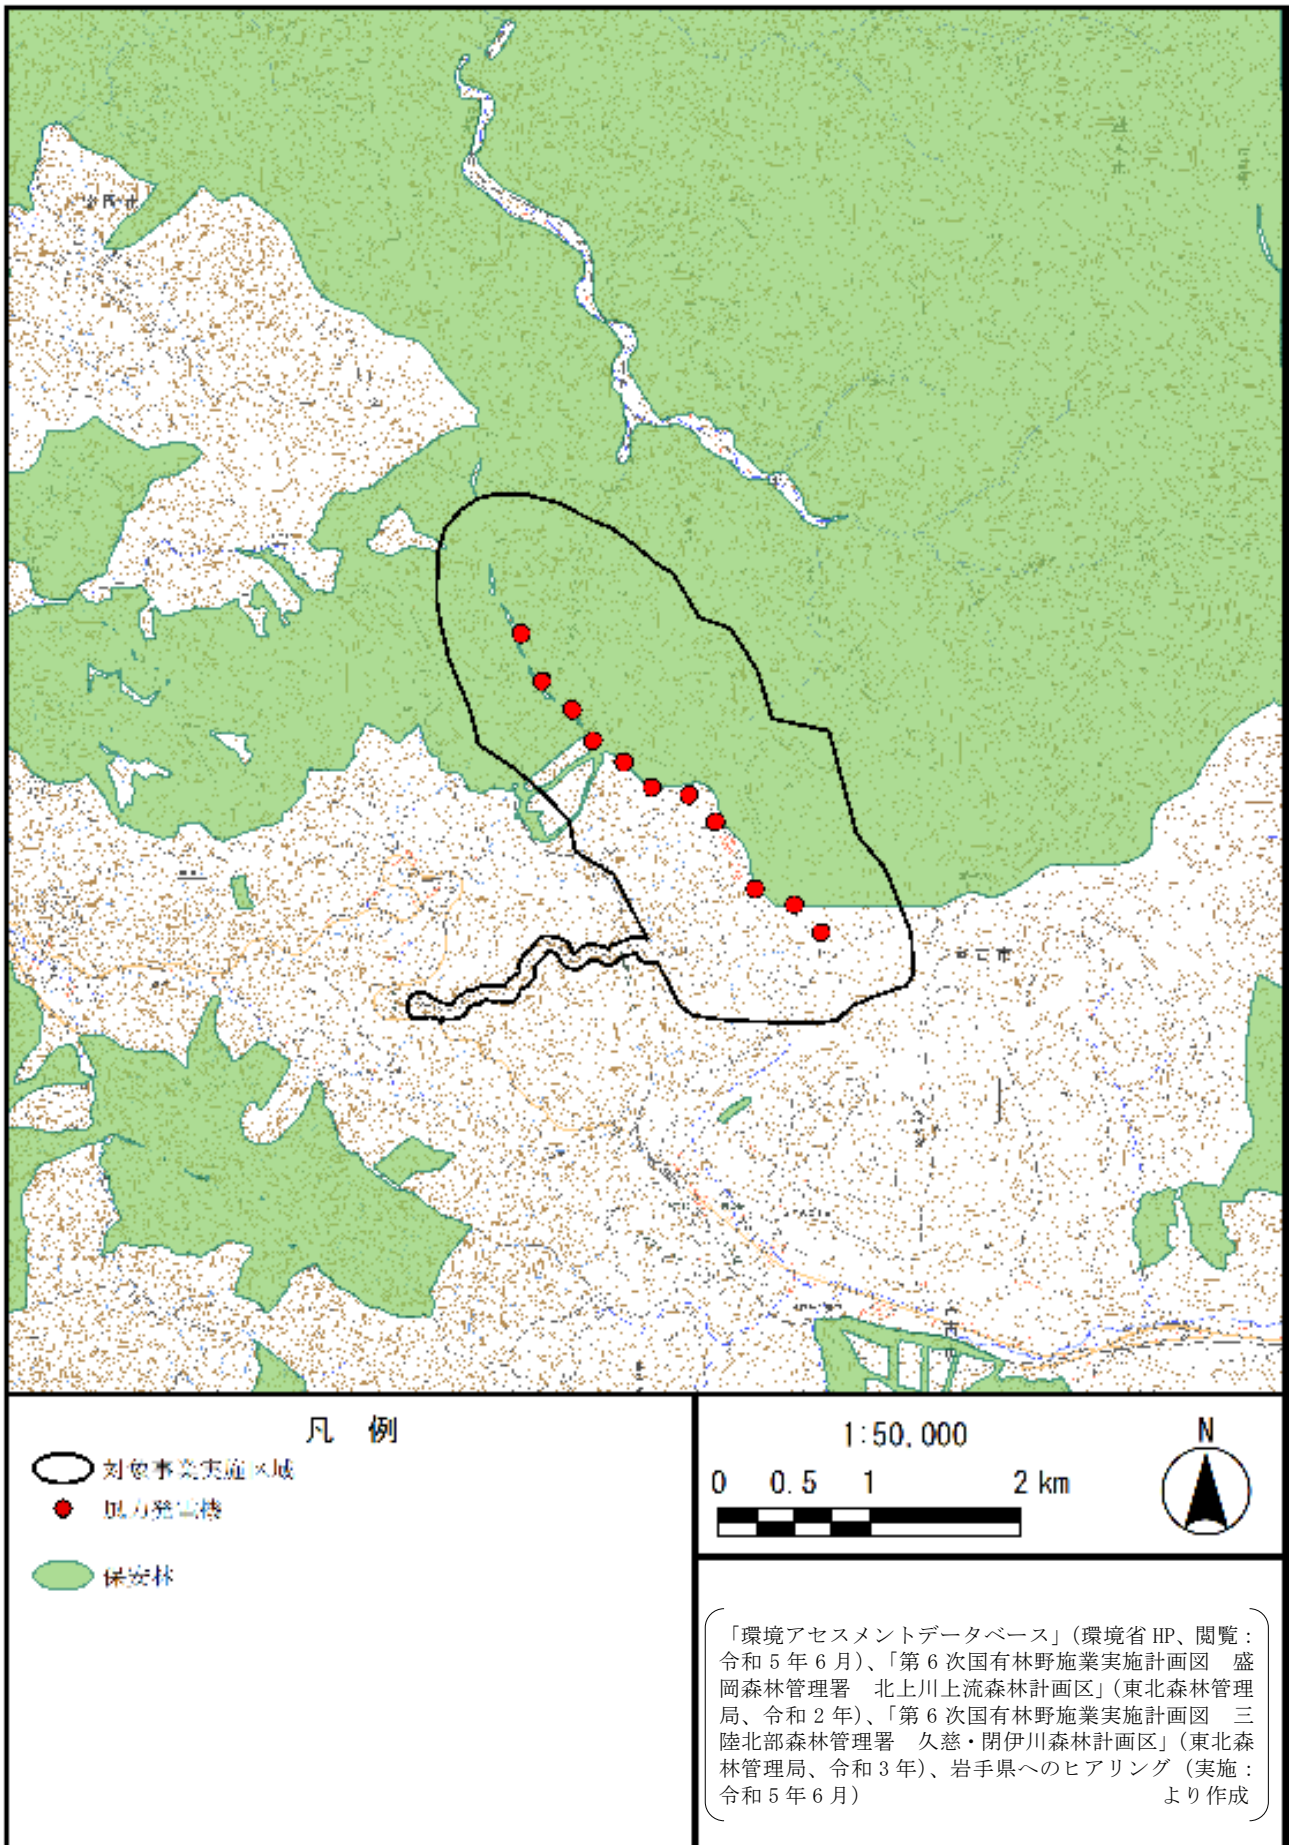 凡 例
対象事業実施区域
風力発電機
保安林
1:50,000
0 0.5 1 2 km
N
「環境アセスメントデータベース」(環境省 HP、閲覧:
令和5年6月)、「第6次国有林野施業実施計画図 盛
岡森林管理署 北上川上流森林計画区」(東北森林管理
局、令和2年)、「第6次国有林野施業実施計画図 三
陸北部森林管理署 久慈・閉伊川森林計画区」(東北森
林管理局、令和3年)、岩手県へのヒアリング(実施:
令和5年6月) より作成